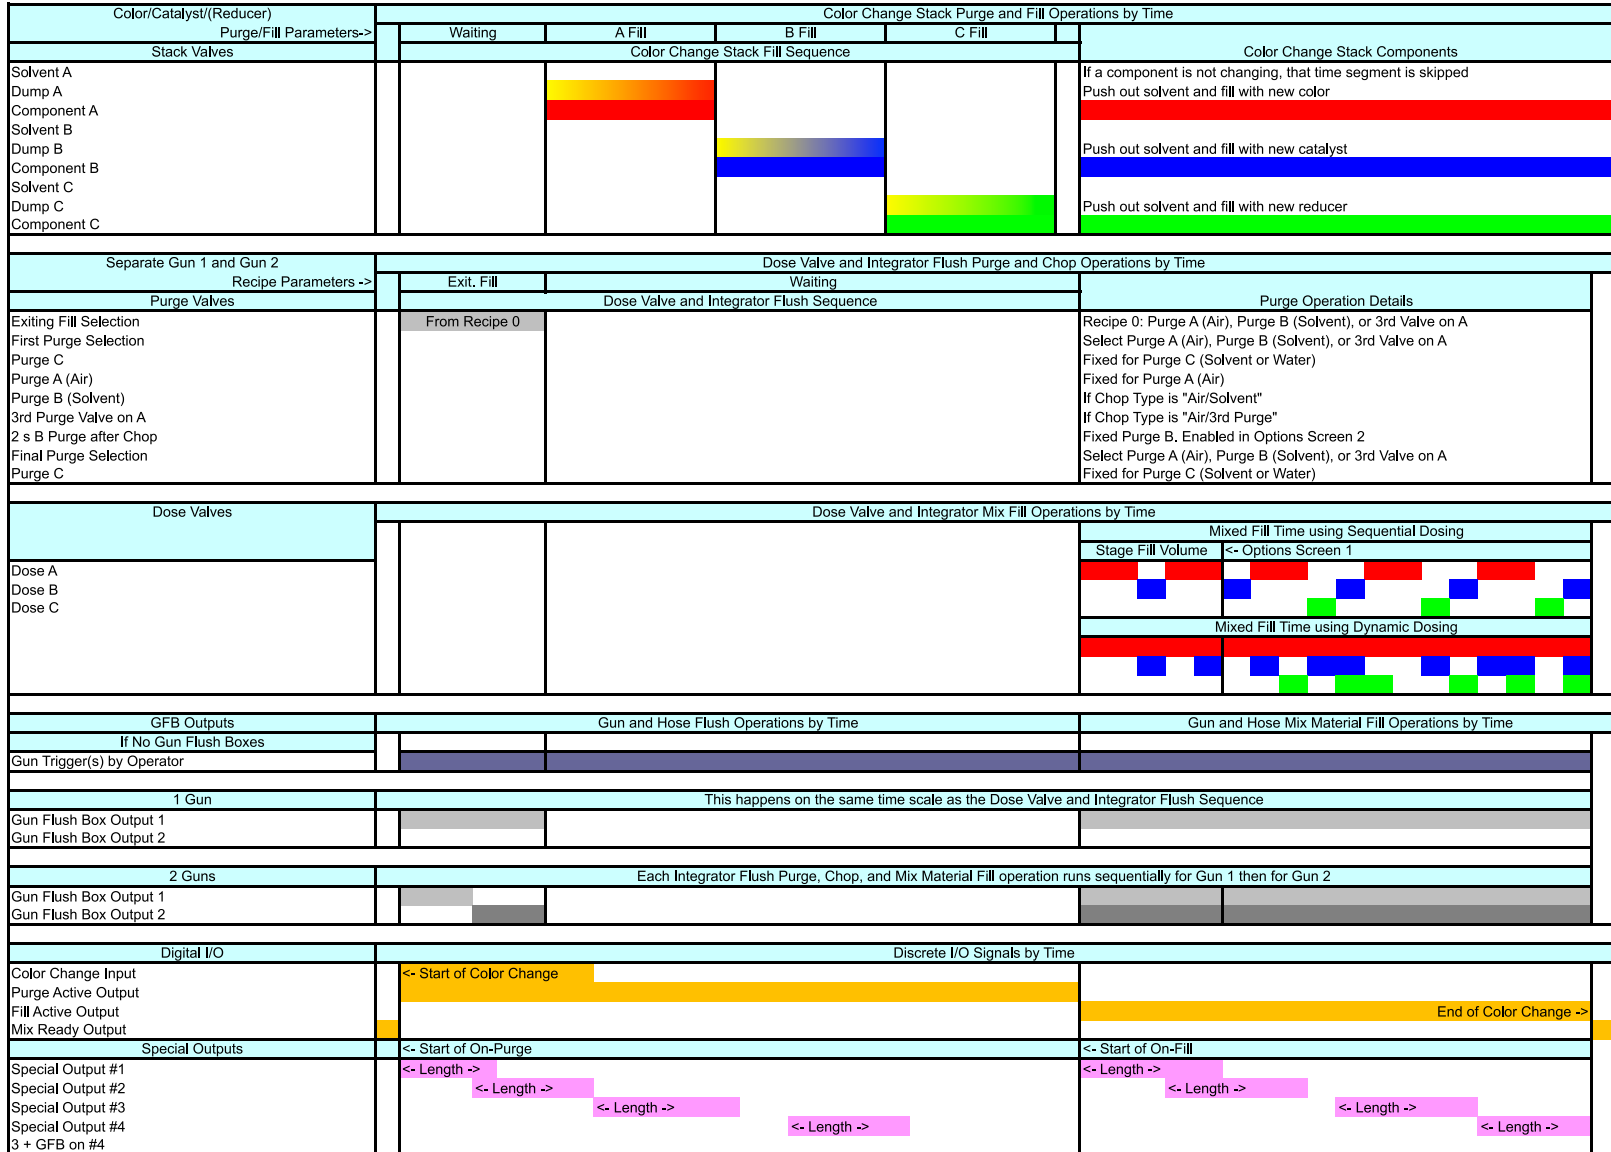 Color/Catalyst/(Reducer)
Color Change Stack Purge and Fill Operations by Time
Purge/Fill Parameters->
Waiting
A Fill
B Fill
C Fill
Stack Valves
Color Change Stack Fill Sequence
Color Change Stack Components
Solvent A
If a component is not changing, that time segment is skipped
Dump A
Push out solvent and fill with new color
Component A
Solvent B
Dump B
Push out solvent and fill with new catalyst
Component B
Solvent C
Dump C
Push out solvent and fill with new reducer
Component C
Separate Gun 1 and Gun 2
Dose Valve and Integrator Flush Purge and Chop Operations by Time
Recipe Parameters ->
Exit. Fill
Waiting
Purge Valves
Dose Valve and Integrator Flush Sequence
Purge Operation Details
Exiting Fill Selection
From Recipe 0
Recipe 0: Purge A (Air), Purge B (Solvent), or 3rd Valve on A
First Purge Selection
Select Purge A (Air), Purge B (Solvent), or 3rd Valve on A
Purge C
Fixed for Purge C (Solvent or Water)
Purge A (Air)
Fixed for Purge A (Air)
Purge B (Solvent)
If Chop Type is "Air/Solvent"
3rd Purge Valve on A
If Chop Type is "Air/3rd Purge"
2 s B Purge after Chop
Fixed Purge B. Enabled in Options Screen 2
Final Purge Selection
Select Purge A (Air), Purge B (Solvent), or 3rd Valve on A
Purge C
Fixed for Purge C (Solvent or Water)
Dose Valves
Dose Valve and Integrator Mix Fill Operations by Time
Mixed Fill Time using Sequential Dosing
Stage Fill Volume
<- Options Screen 1
Dose A
Dose B
Dose C
Mixed Fill Time using Dynamic Dosing
GFB Outputs
Gun and Hose Flush Operations by Time
Gun and Hose Mix Material Fill Operations by Time
If No Gun Flush Boxes
Gun Trigger(s) by Operator
1 Gun
This happens on the same time scale as the Dose Valve and Integrator Flush Sequence
Gun Flush Box Output 1
Gun Flush Box Output 2
2 Guns
Each Integrator Flush Purge, Chop, and Mix Material Fill operation runs sequentially for Gun 1 then for Gun 2
Gun Flush Box Output 1
Gun Flush Box Output 2
Digital I/O
Discrete I/O Signals by Time
Color Change Input
<- Start of Color Change
Purge Active Output
Fill Active Output
End of Color Change ->
Mix Ready Output
Special Outputs
<- Start of On-Purge
<- Start of On-Fill
Special Output #1
<- Length ->
<- Length ->
Special Output #2
<- Length ->
<- Length ->
Special Output #3
<- Length ->
<- Length ->
Special Output #4
<- Length ->
<- Length ->
3 + GFB on #4